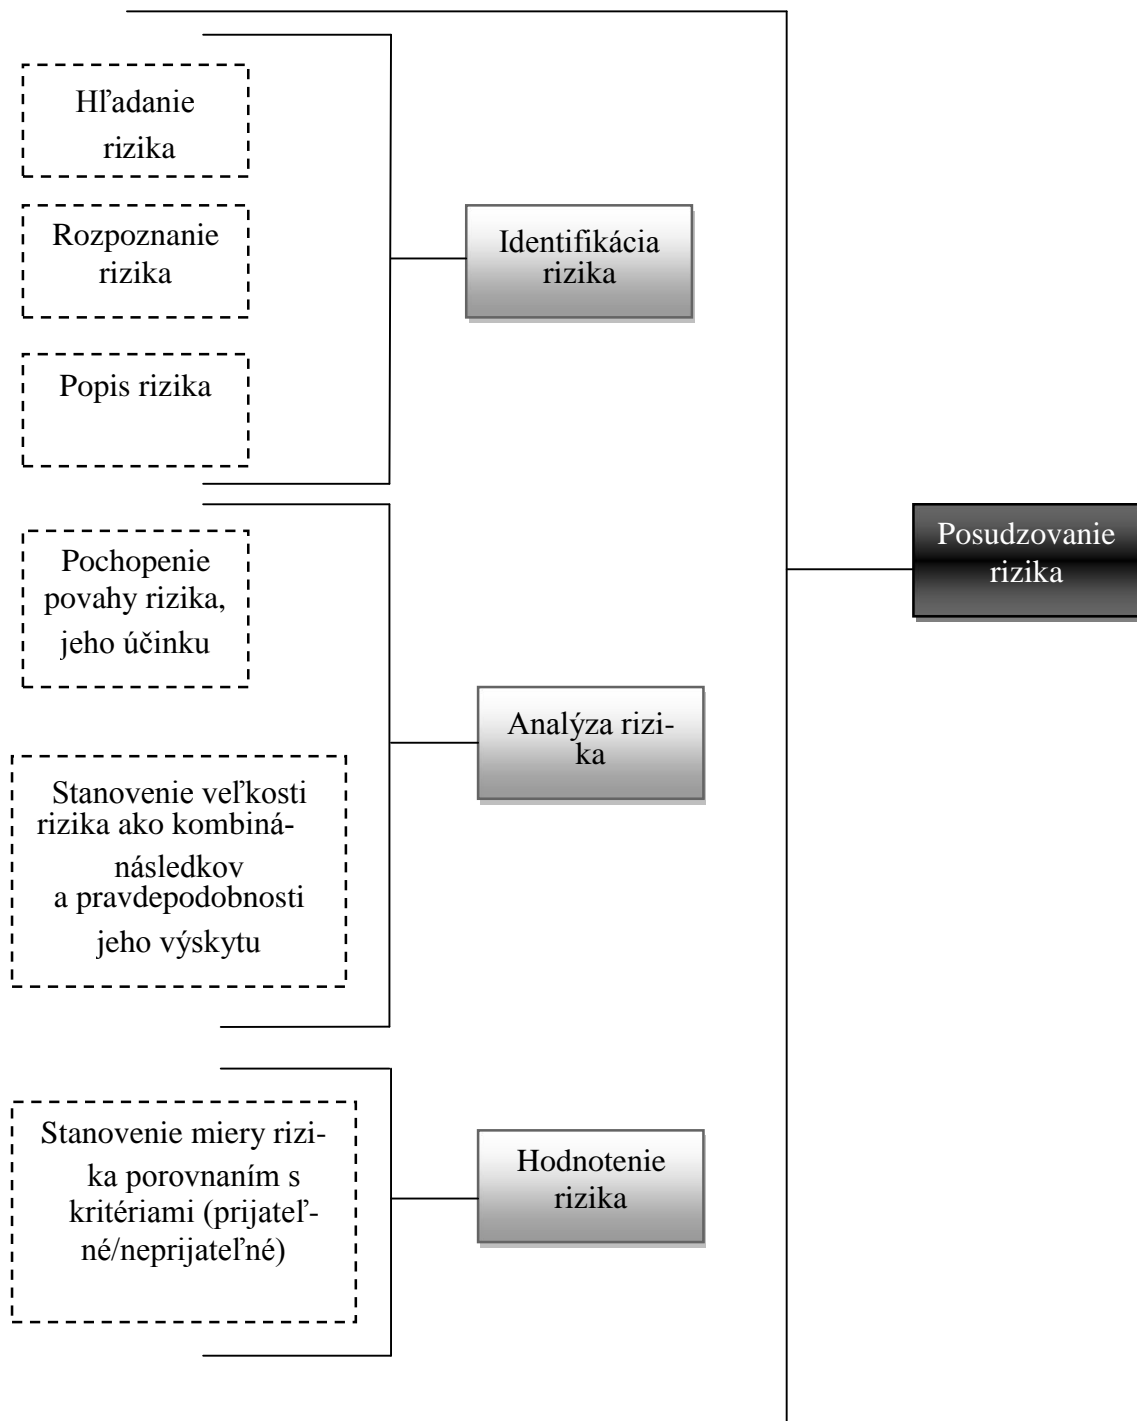 Hľadanie
rizika
Rozpoznanie
rizika
Popis rizika
Identifikácia
rizika
Pochopenie
povahy rizika,
jeho účinku
Stanovenie veľkosti
rizika ako kombiná-
následkov
a pravdepodobnosti
jeho výskytu
Analýza rizi-
ka
Stanovenie miery rizi-
ka porovnaním s
kritériami (prijateľ-
né/neprijateľné)
Hodnotenie
rizika
Posudzovanie
rizika